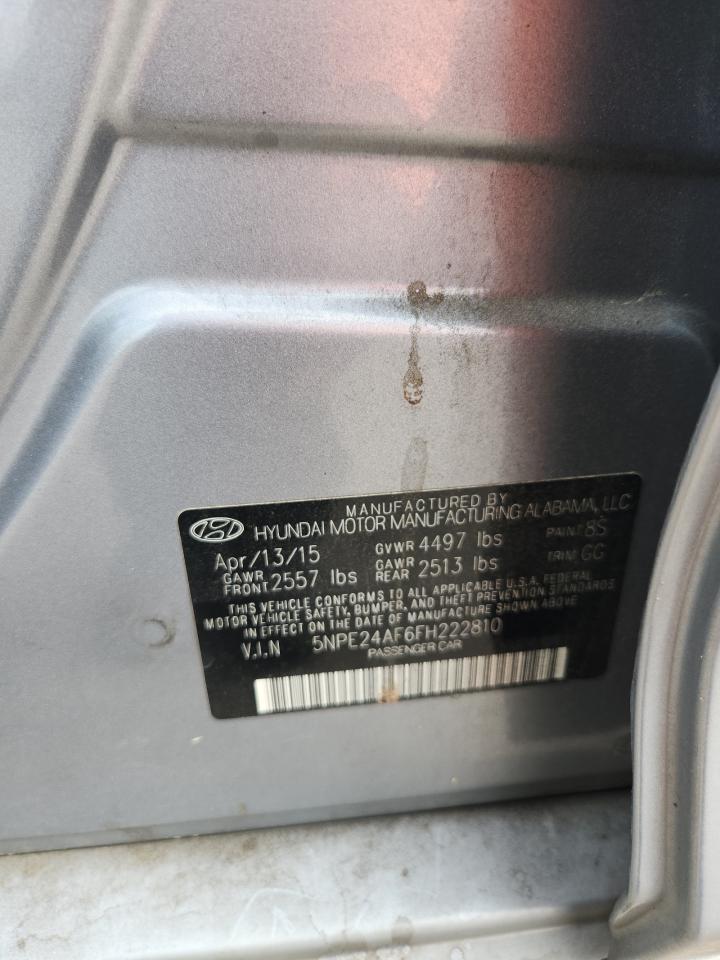 MANUFACTURED BY
HYUNDAI MOTOR MANUFACTURING ALABAMA, LLC
Apr/13/15 GVWR 4497 lbs PAINT 8S
GAWR FRONT 2557 lbs GAWR REAR 2513 lbs TRIM GG
THIS VEHICLE CONFORMS TO ALL APPLICABLE U.S.A. FEDERAL
MOTOR VEHICLE SAFETY, BUMPER, AND THEFT PREVENTION STANDARDS
IN EFFECT ON THE DATE OF MANUFACTURE SHOWN ABOVE
V.I.N 5NPE24AF6FH222810
PASSENGER CAR